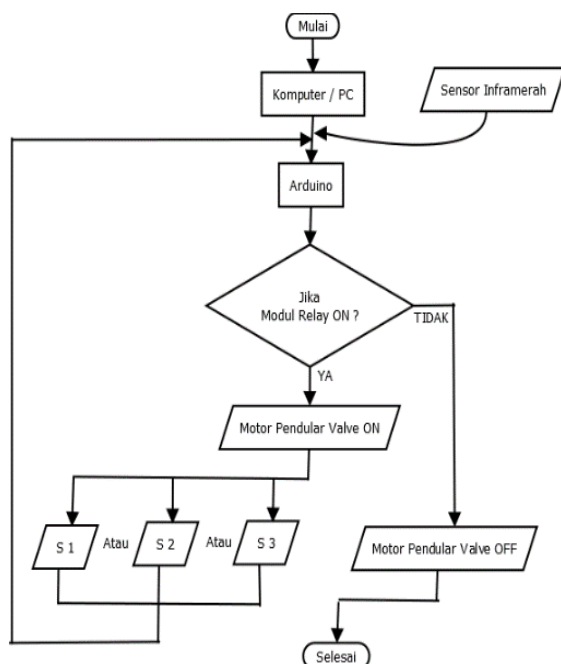 Mulai
Komputer / PC
Sensor Inframerah
Arduino
Jika
Modul Relay ON ?
TIDAK
YA
Motor Pendular Valve ON
S 1 Atau S 2 Atau S 3
Motor Pendular Valve OFF
Selesai